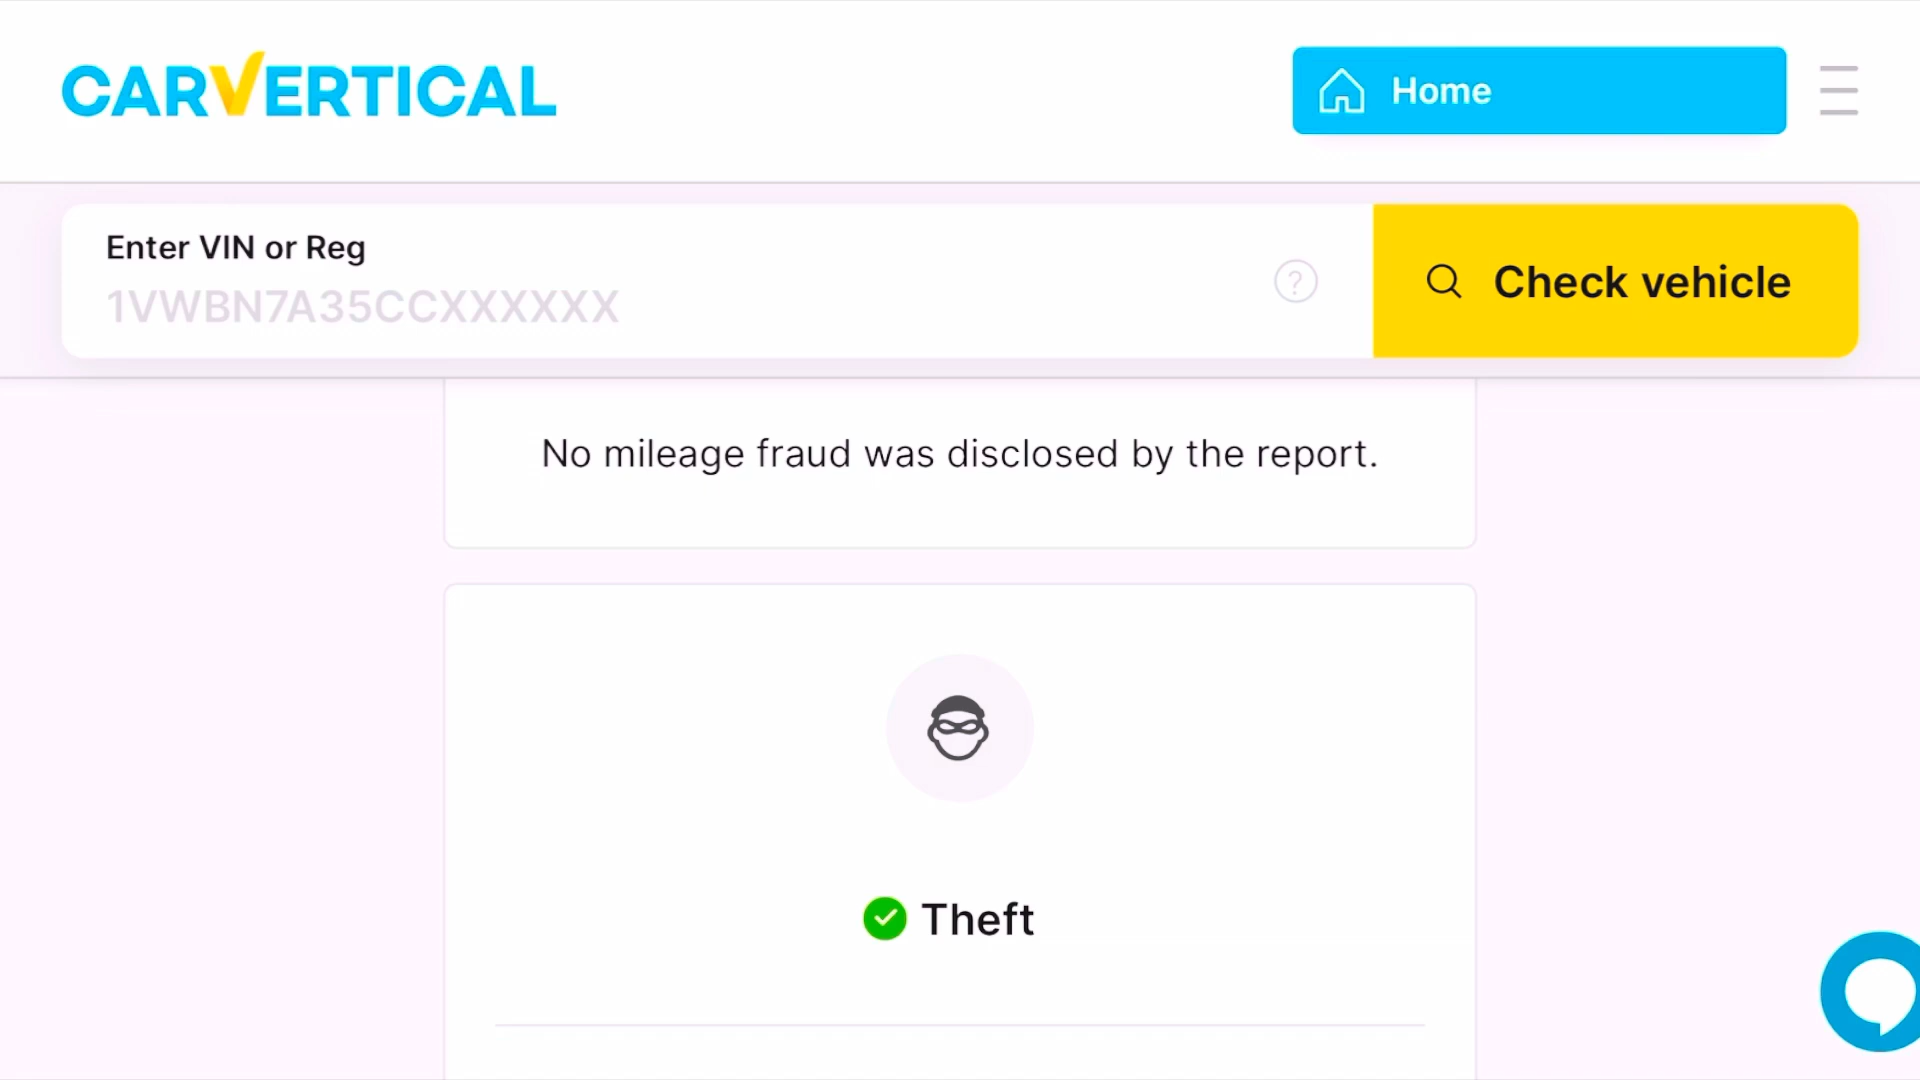 CARVERTICAL
Home
Enter VIN or Reg
1VWBN7A35CCXXXXXX
?
Check vehicle
No mileage fraud was disclosed by the report.
Theft